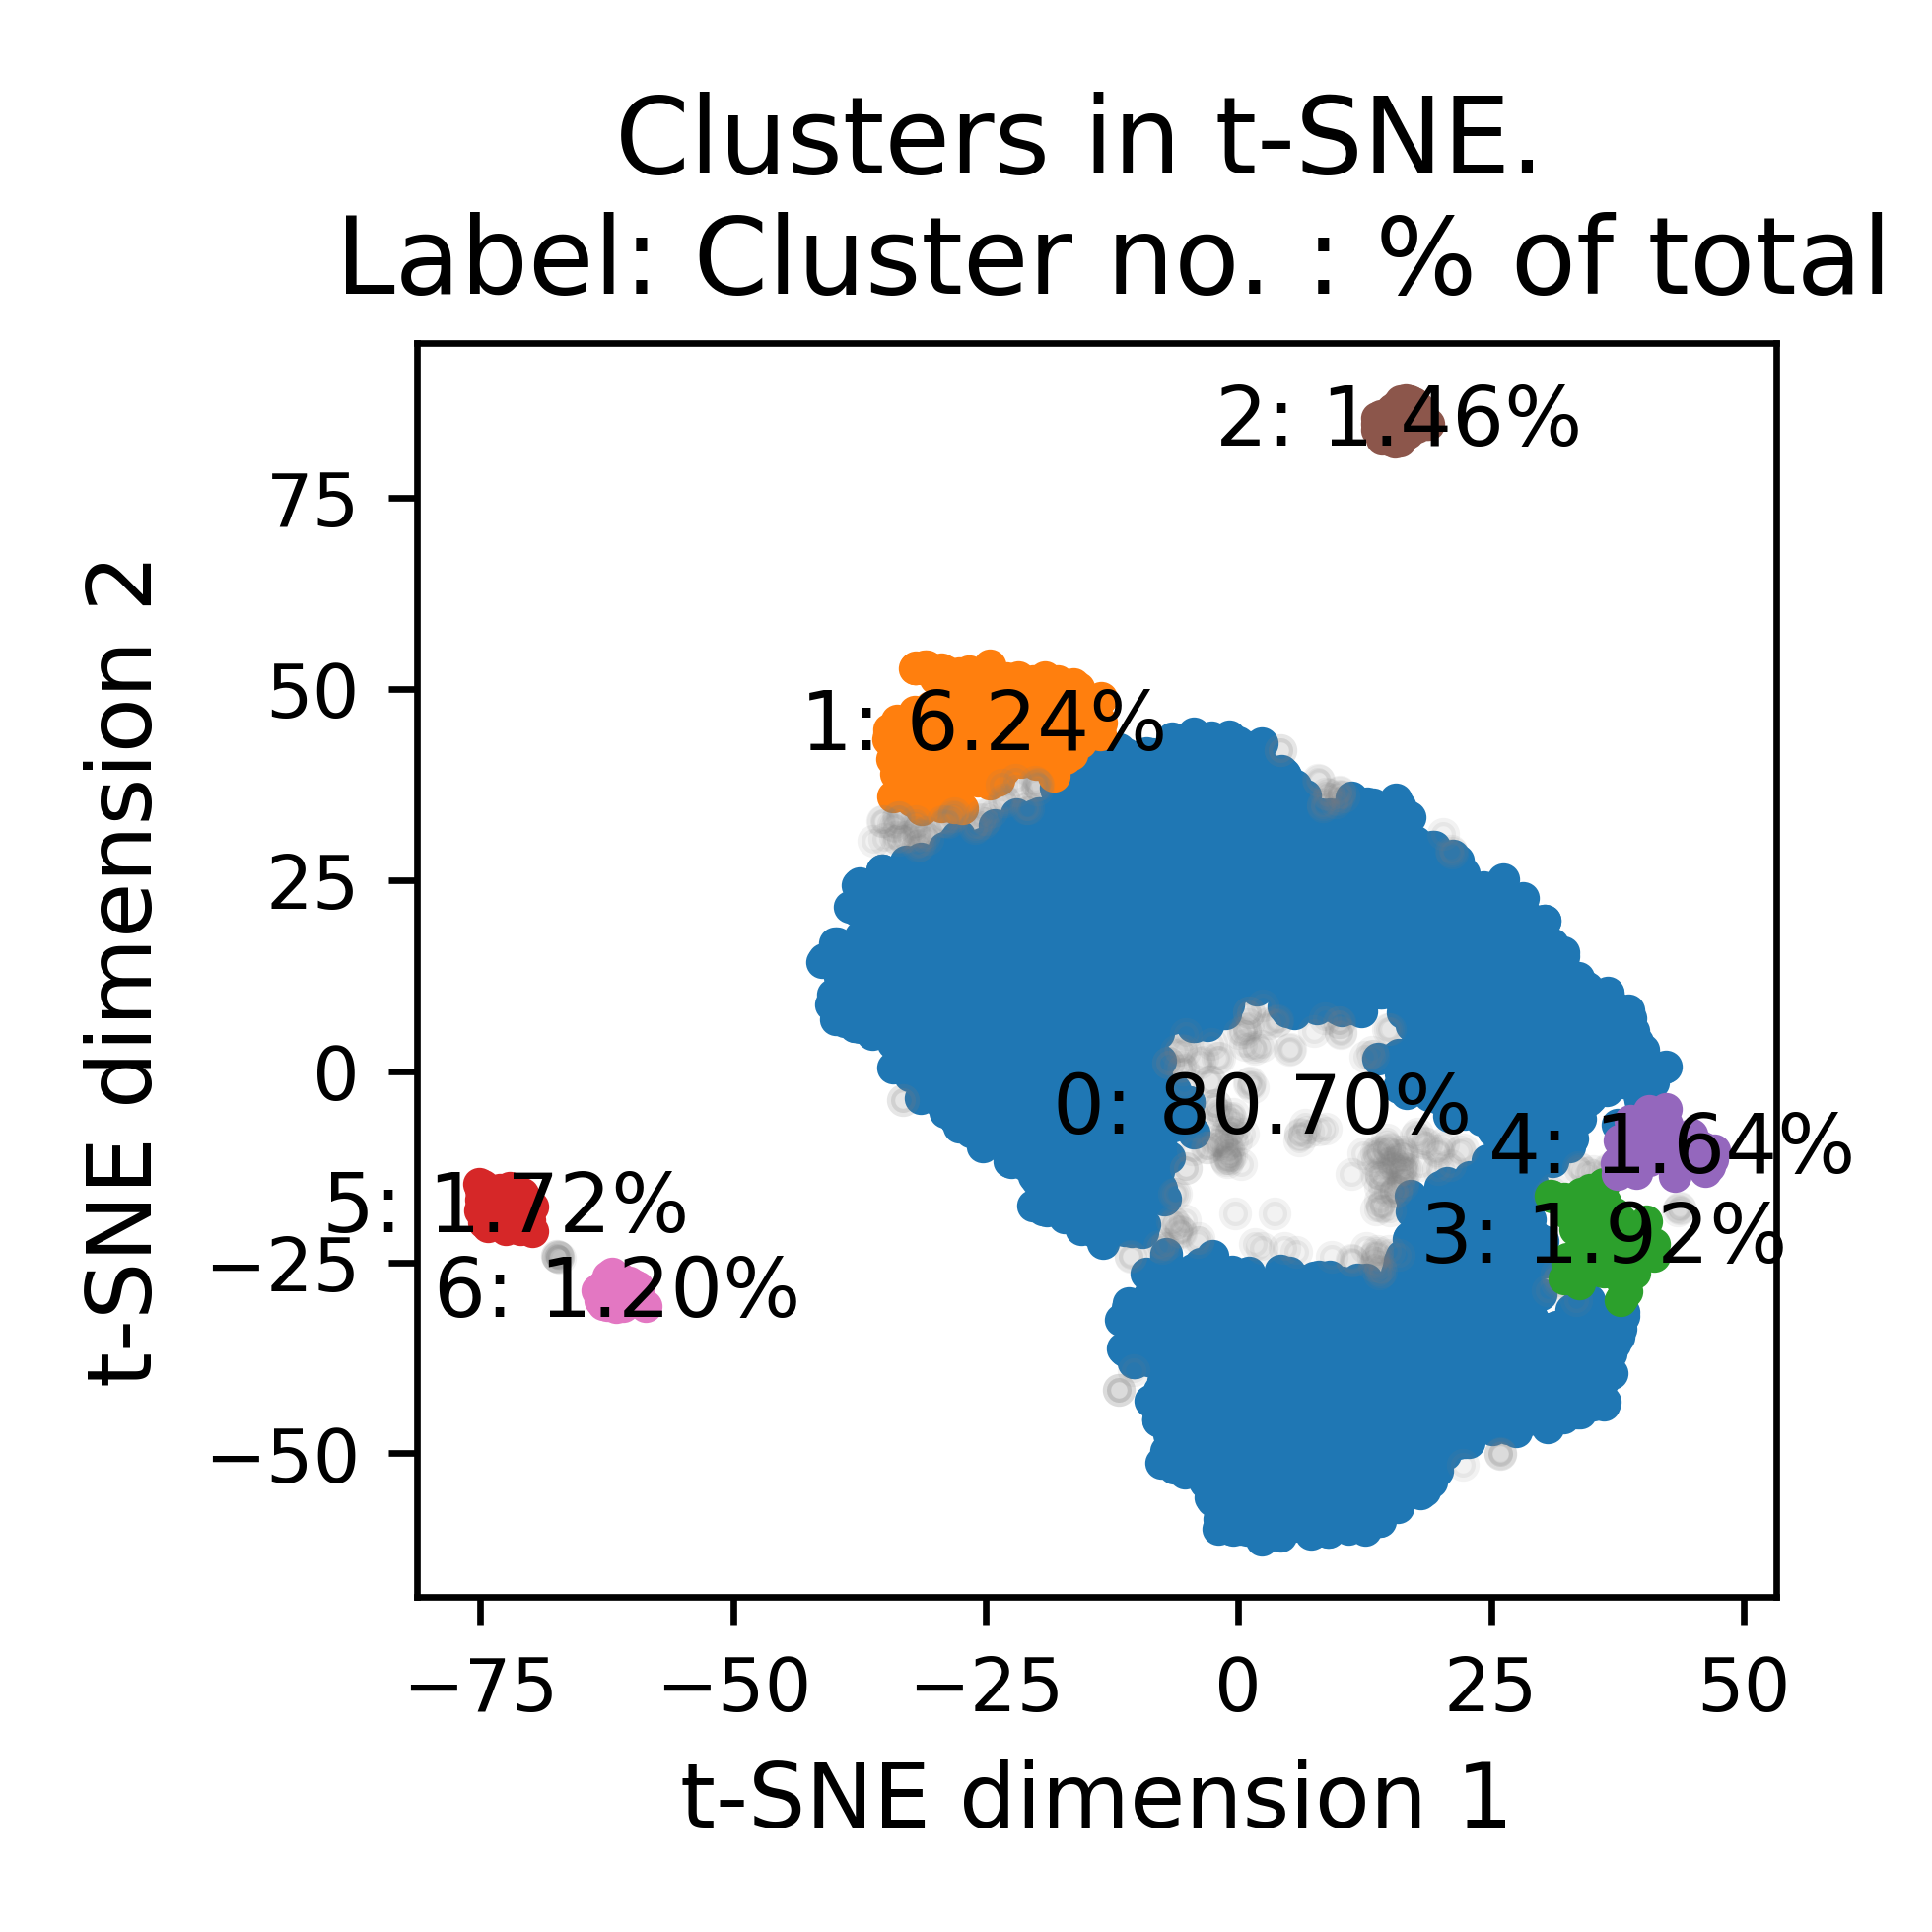 Clusters in t-SNE.
Label: Cluster no. : % of total
2: 1.46%
1: 6.24%
0: 80.70%
4: 1.64%
5: 1.72%
3: 1.92%
6: 1.20%
75
50
25
0
−25
−50
t-SNE dimension 2
−75 −50 −25 0 25 50
t-SNE dimension 1